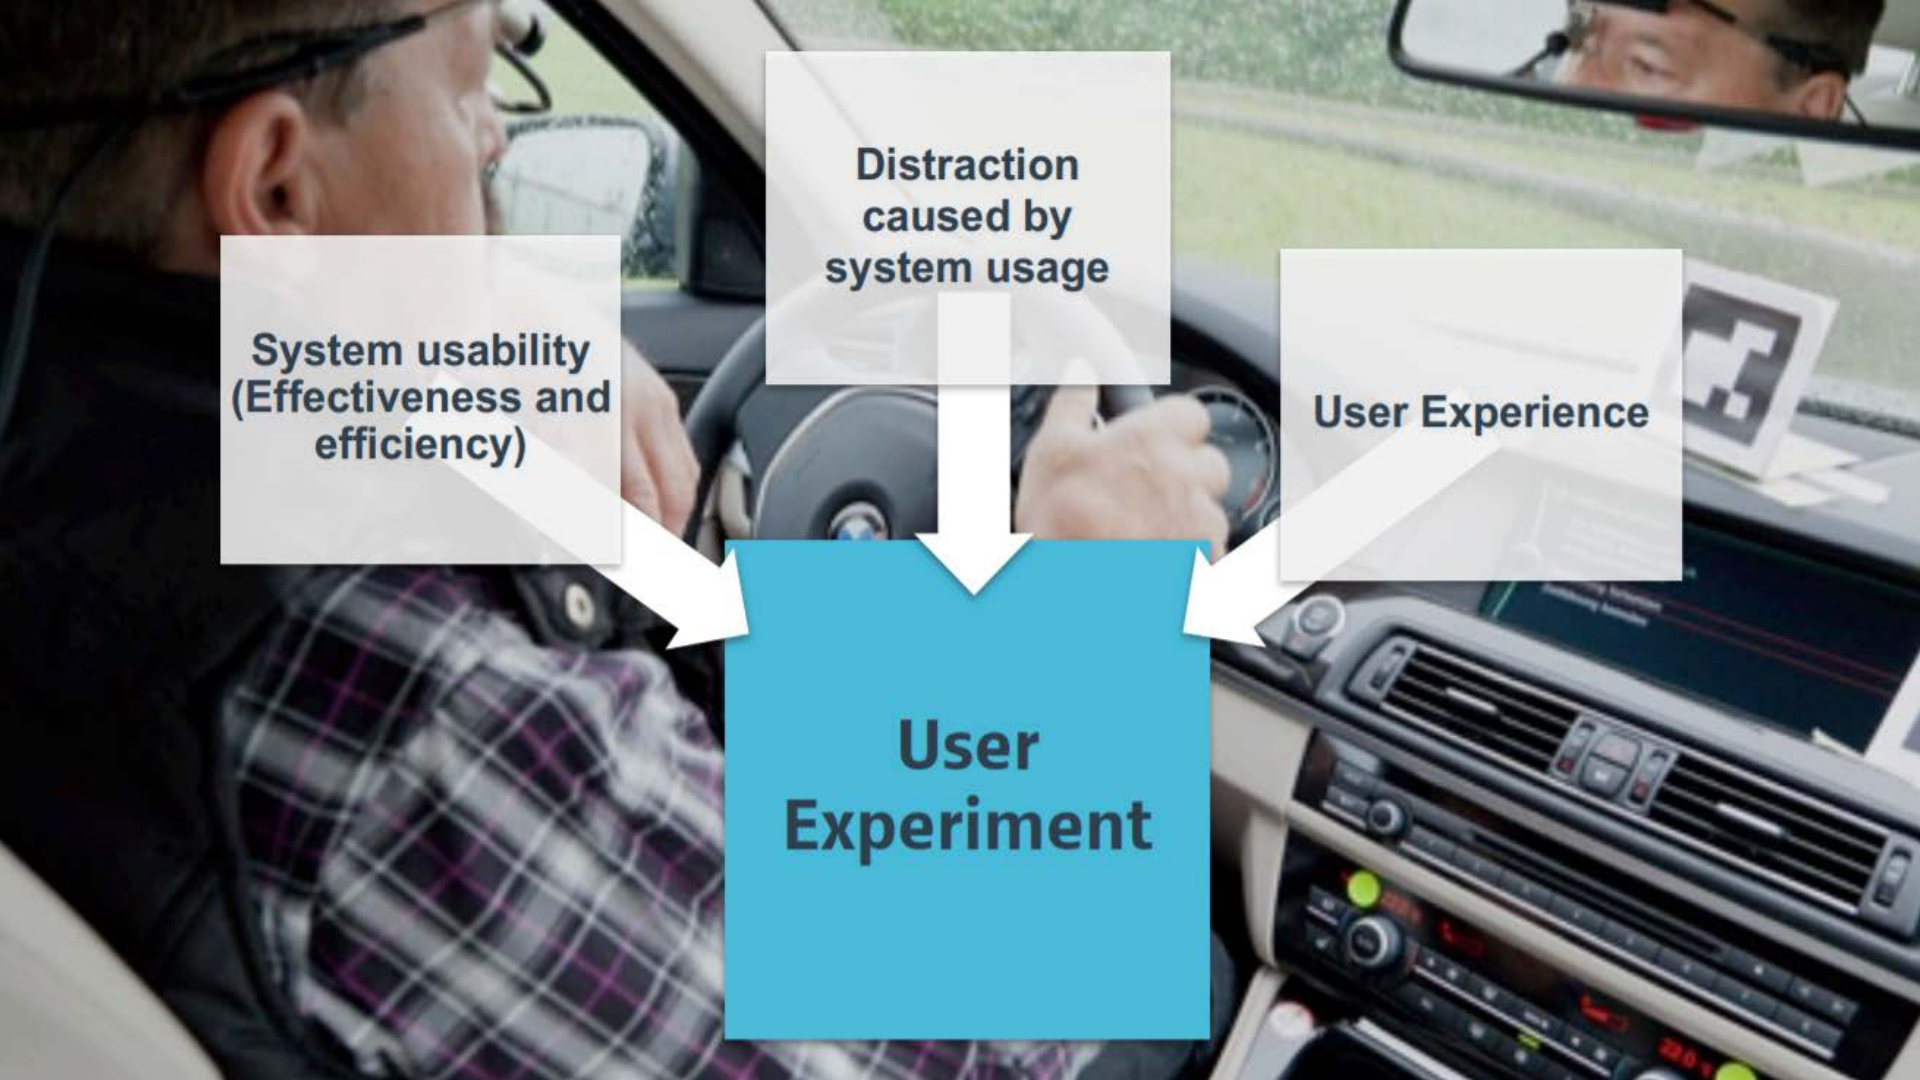 Distraction
caused by
system usage
System usability
(Effectiveness and
efficiency)
User Experience
User
Experiment